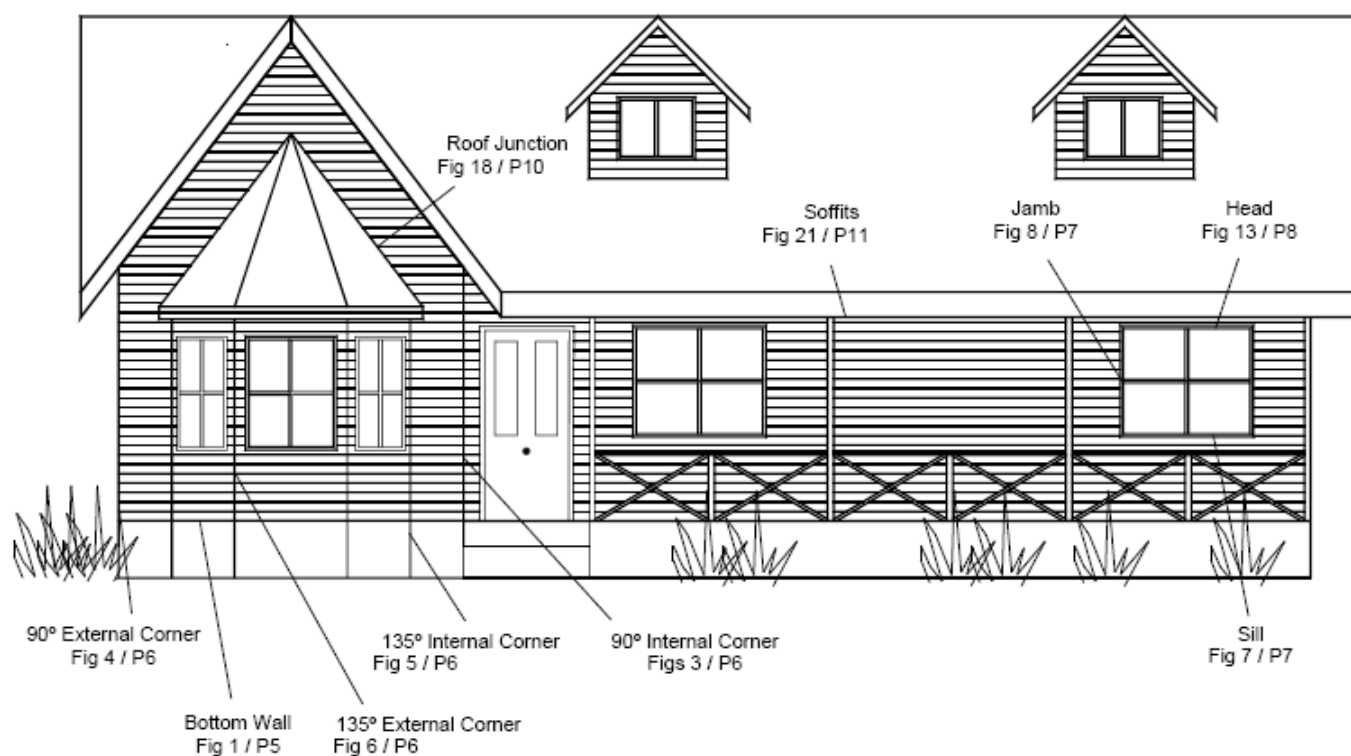 Roof Junction
Fig 18 / P10
Soffits
Fig 21 / P11
Jamb
Fig 8 / P7
Head
Fig 13 / P8
90º External Corner
Fig 4 / P6
135º Internal Corner
Fig 5 / P6
90º Internal Corner
Figs 3 / P6
Sill
Fig 7 / P7
Bottom Wall
Fig 1 / P5
135º External Corner
Fig 6 / P6